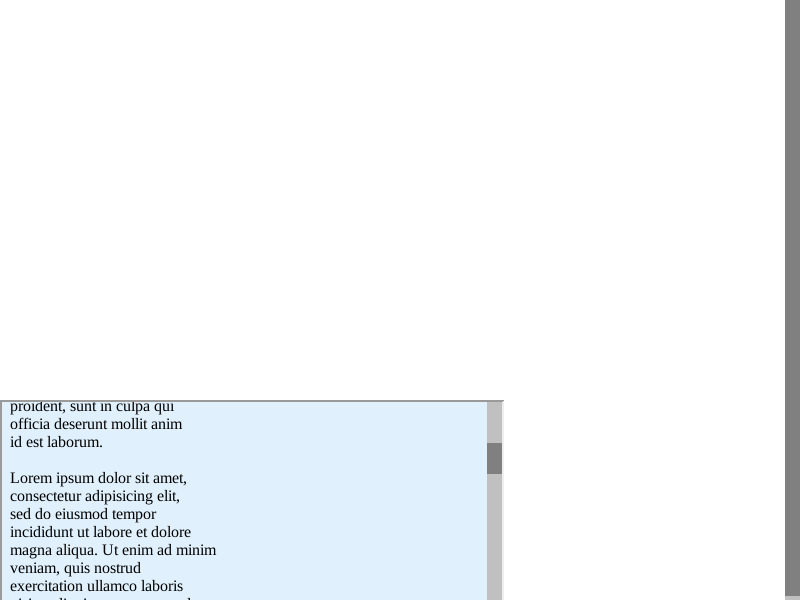 proident, sunt in culpa qui
officia deserunt mollit anim
id est laborum.
Lorem ipsum dolor sit amet,
consectetur adipisicing elit,
sed do eiusmod tempor
incididunt ut labore et dolore
magna aliqua. Ut enim ad minim
veniam, quis nostrud
exercitation ullamco laboris